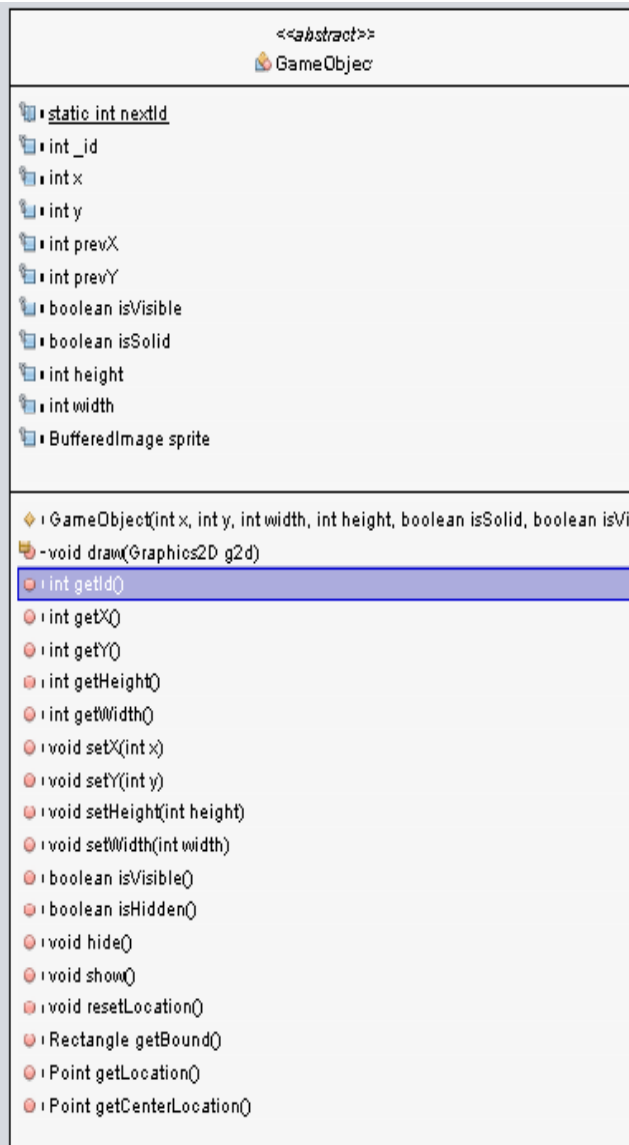 <<abstract>>
GameObjec
static int nextId
int _id
int x
int y
int prevX
int prevY
boolean isVisible
boolean isSolid
int height
int width
BufferedImage sprite
GameObject(int x, int y, int width, int height, boolean isSolid, boolean isVi
-void draw(Graphics2D g2d)
int getId()
int getX()
int getY()
int getHeight()
int getWidth()
void setX(int x)
void setY(int y)
void setHeight(int height)
void setWidth(int width)
boolean isVisible()
boolean isHidden()
void hide()
void show()
void resetLocation()
Rectangle getBound()
Point getLocation()
Point getCenterLocation()